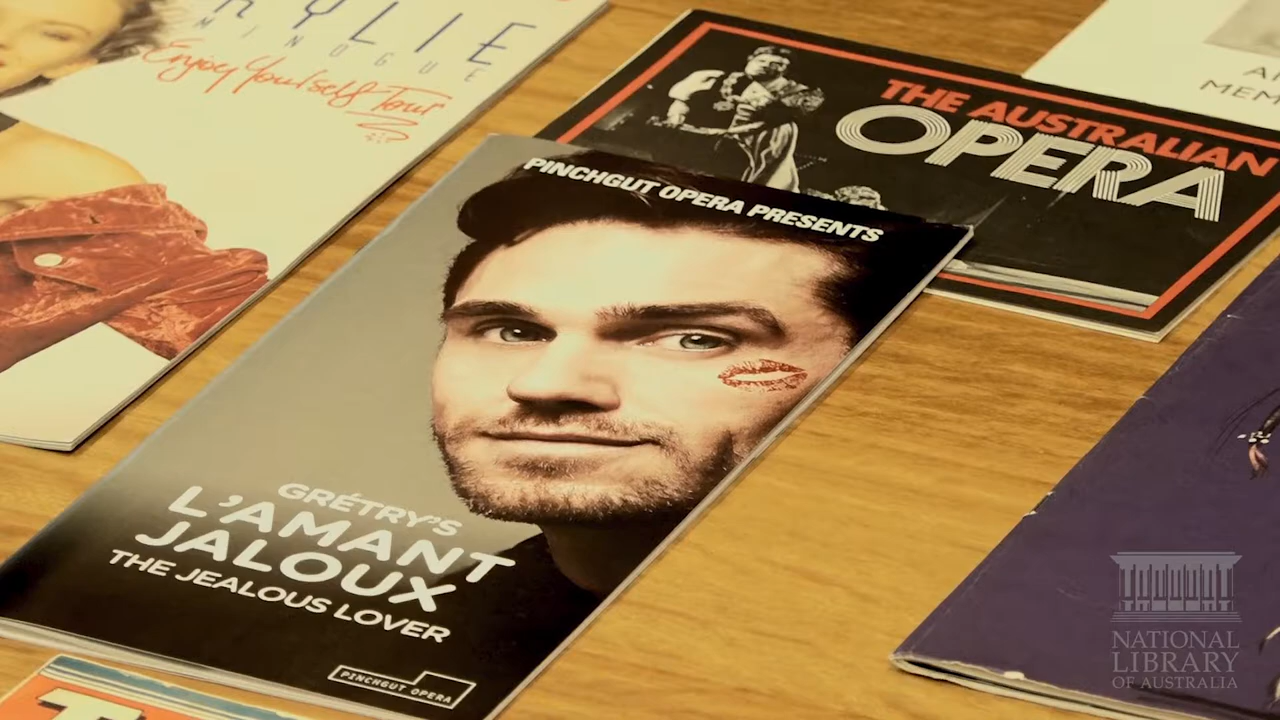 KYLIE
MINOGUE
Enjoy Yourself Tour
THE AUSTRALIAN
OPERA
MEM
PINCHGUT OPERA PRESENTS
GRÉTRY'S
L'AMANT
JALOUX
THE JEALOUS LOVER
PINCHGUT OPERA
NATIONAL
LIBRARY
OF AUSTRALIA